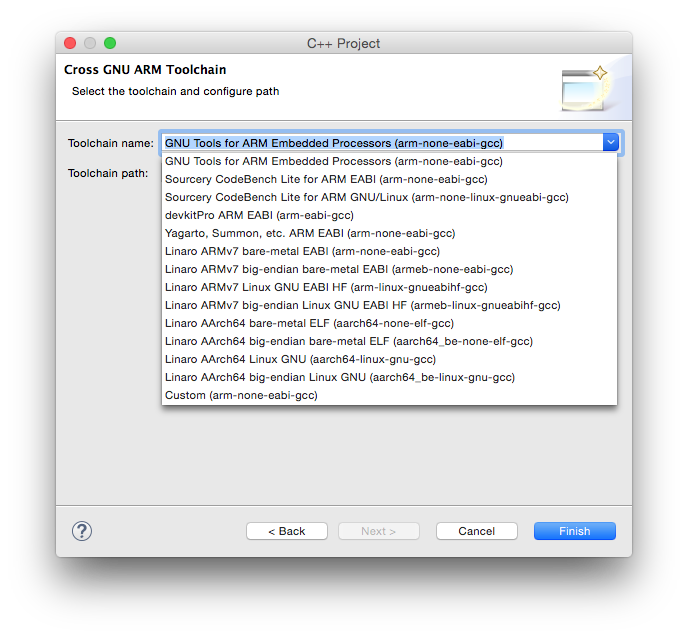 C++ Project
Cross GNU ARM Toolchain
Select the toolchain and configure path
Toolchain name: GNU Tools for ARM Embedded Processors (arm-none-eabi-gcc)
GNU Tools for ARM Embedded Processors (arm-none-eabi-gcc)
Toolchain path:
Sourcery CodeBench Lite for ARM EABI (arm-none-eabi-gcc)
Sourcery CodeBench Lite for ARM GNU/Linux (arm-none-linux-gnueabi-gcc)
devkitPro ARM EABI (arm-eabi-gcc)
Yagarto, Summon, etc. ARM EABI (arm-none-eabi-gcc)
Linaro ARMv7 bare-metal EABI (arm-none-eabi-gcc)
Linaro ARMv7 big-endian bare-metal EABI (armeb-none-eabi-gcc)
Linaro ARMv7 Linux GNU EABI HF (arm-linux-gnueabihf-gcc)
Linaro ARMv7 big-endian Linux GNU EABI HF (armeb-linux-gnueabihf-gcc)
Linaro AArch64 bare-metal ELF (aarch64-none-elf-gcc)
Linaro AArch64 big-endian bare-metal ELF (aarch64_be-none-elf-gcc)
Linaro AArch64 Linux GNU (aarch64-linux-gnu-gcc)
Linaro AArch64 big-endian Linux GNU (aarch64_be-linux-gnu-gcc)
Custom (arm-none-eabi-gcc)
? < Back Next > Cancel Finish